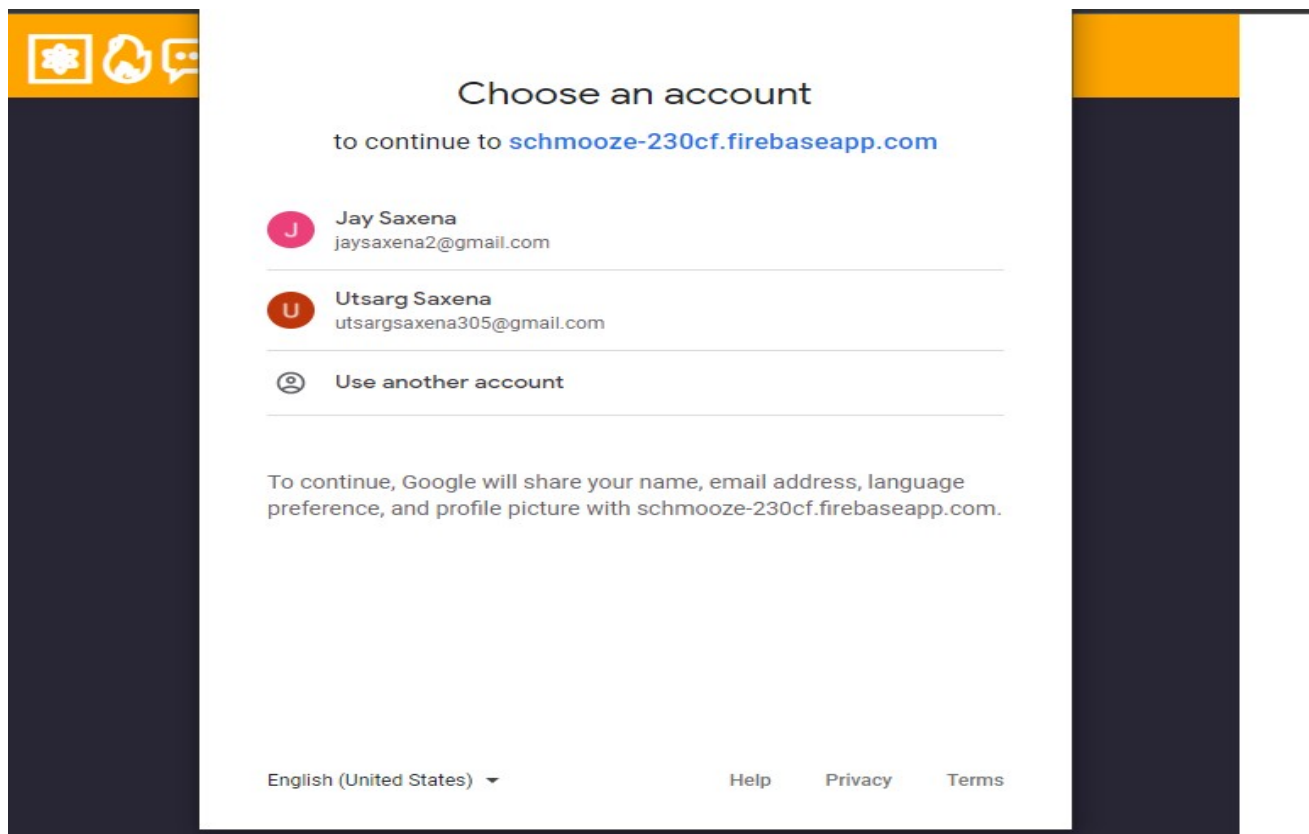 Choose an account
to continue to schmooze-230cf.firebaseapp.com
J
Jay Saxena
jaysaxena2@gmail.com
U
Utsarg Saxena
utsargsaxena305@gmail.com
Use another account
To continue, Google will share your name, email address, language
preference, and profile picture with schmooze-230cf.firebaseapp.com.
English (United States) Help Privacy Terms